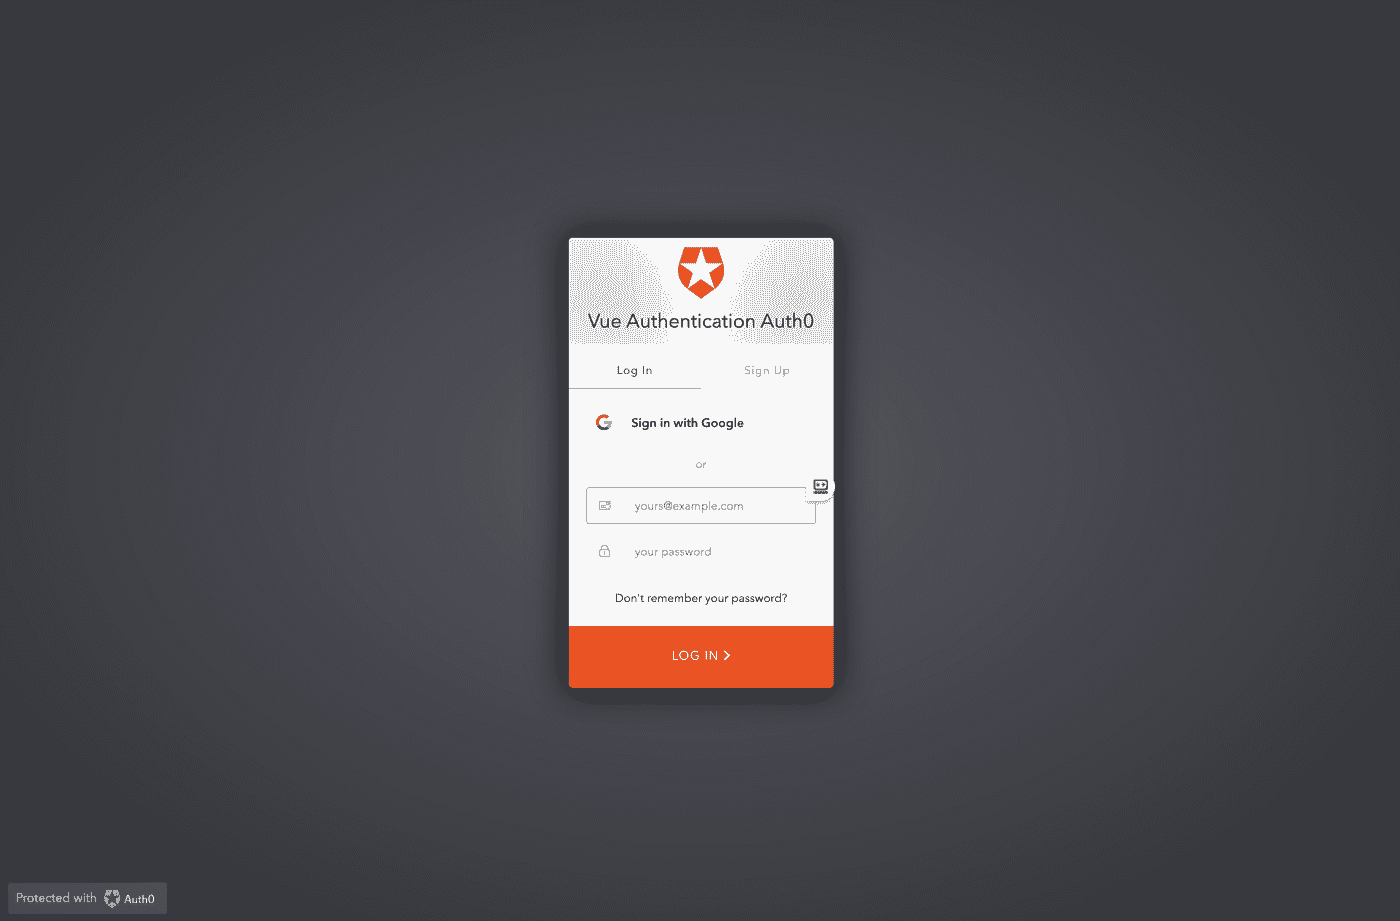 Vue Authentication Auth0
Log In
Sign Up
Sign in with Google
or
yours@example.com
your password
Don't remember your password?
LOG IN
Protected with Auth0